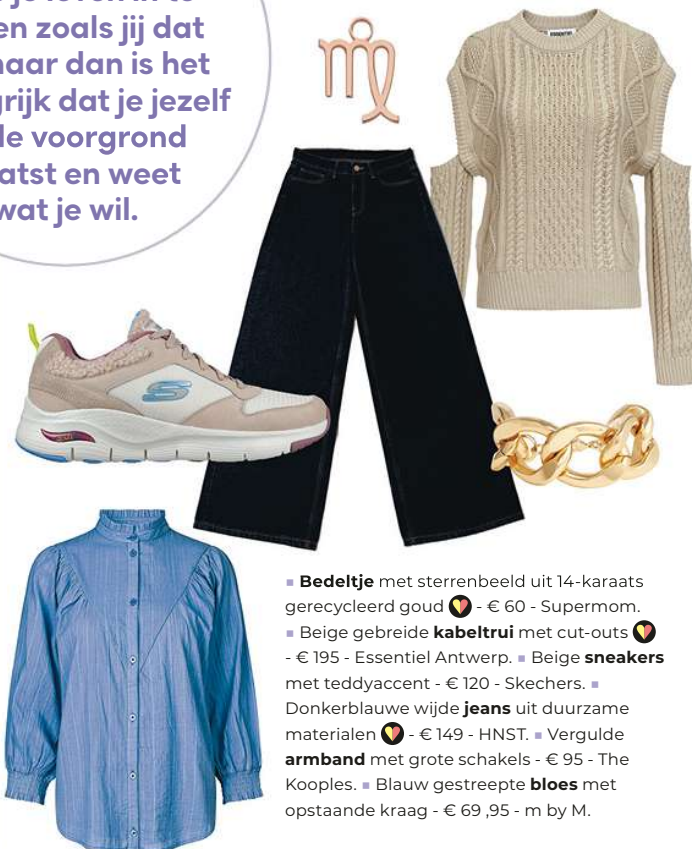 en zoals jij dat
naar dan is het
grijk dat je jezelf
de voorgrond
atst en weet
wat je wil.
▪ Bedeltje met sterrenbeeld uit 14-karaats
gerecycleerd goud - € 60 - Supermom.
▪ Beige gebreide kabeltrui met cut-outs
- € 195 - Essentiel Antwerp. ▪ Beige sneakers
met teddyaccent - € 120 - Skechers. ▪
Donkerblauwe wijde jeans uit duurzame
materialen - € 149 - HNST. ▪ Vergulde
armband met grote schakels - € 95 - The
Kooples. ▪ Blauw gestreepte bloes met
opstaande kraag - € 69 ,95 - m by M.